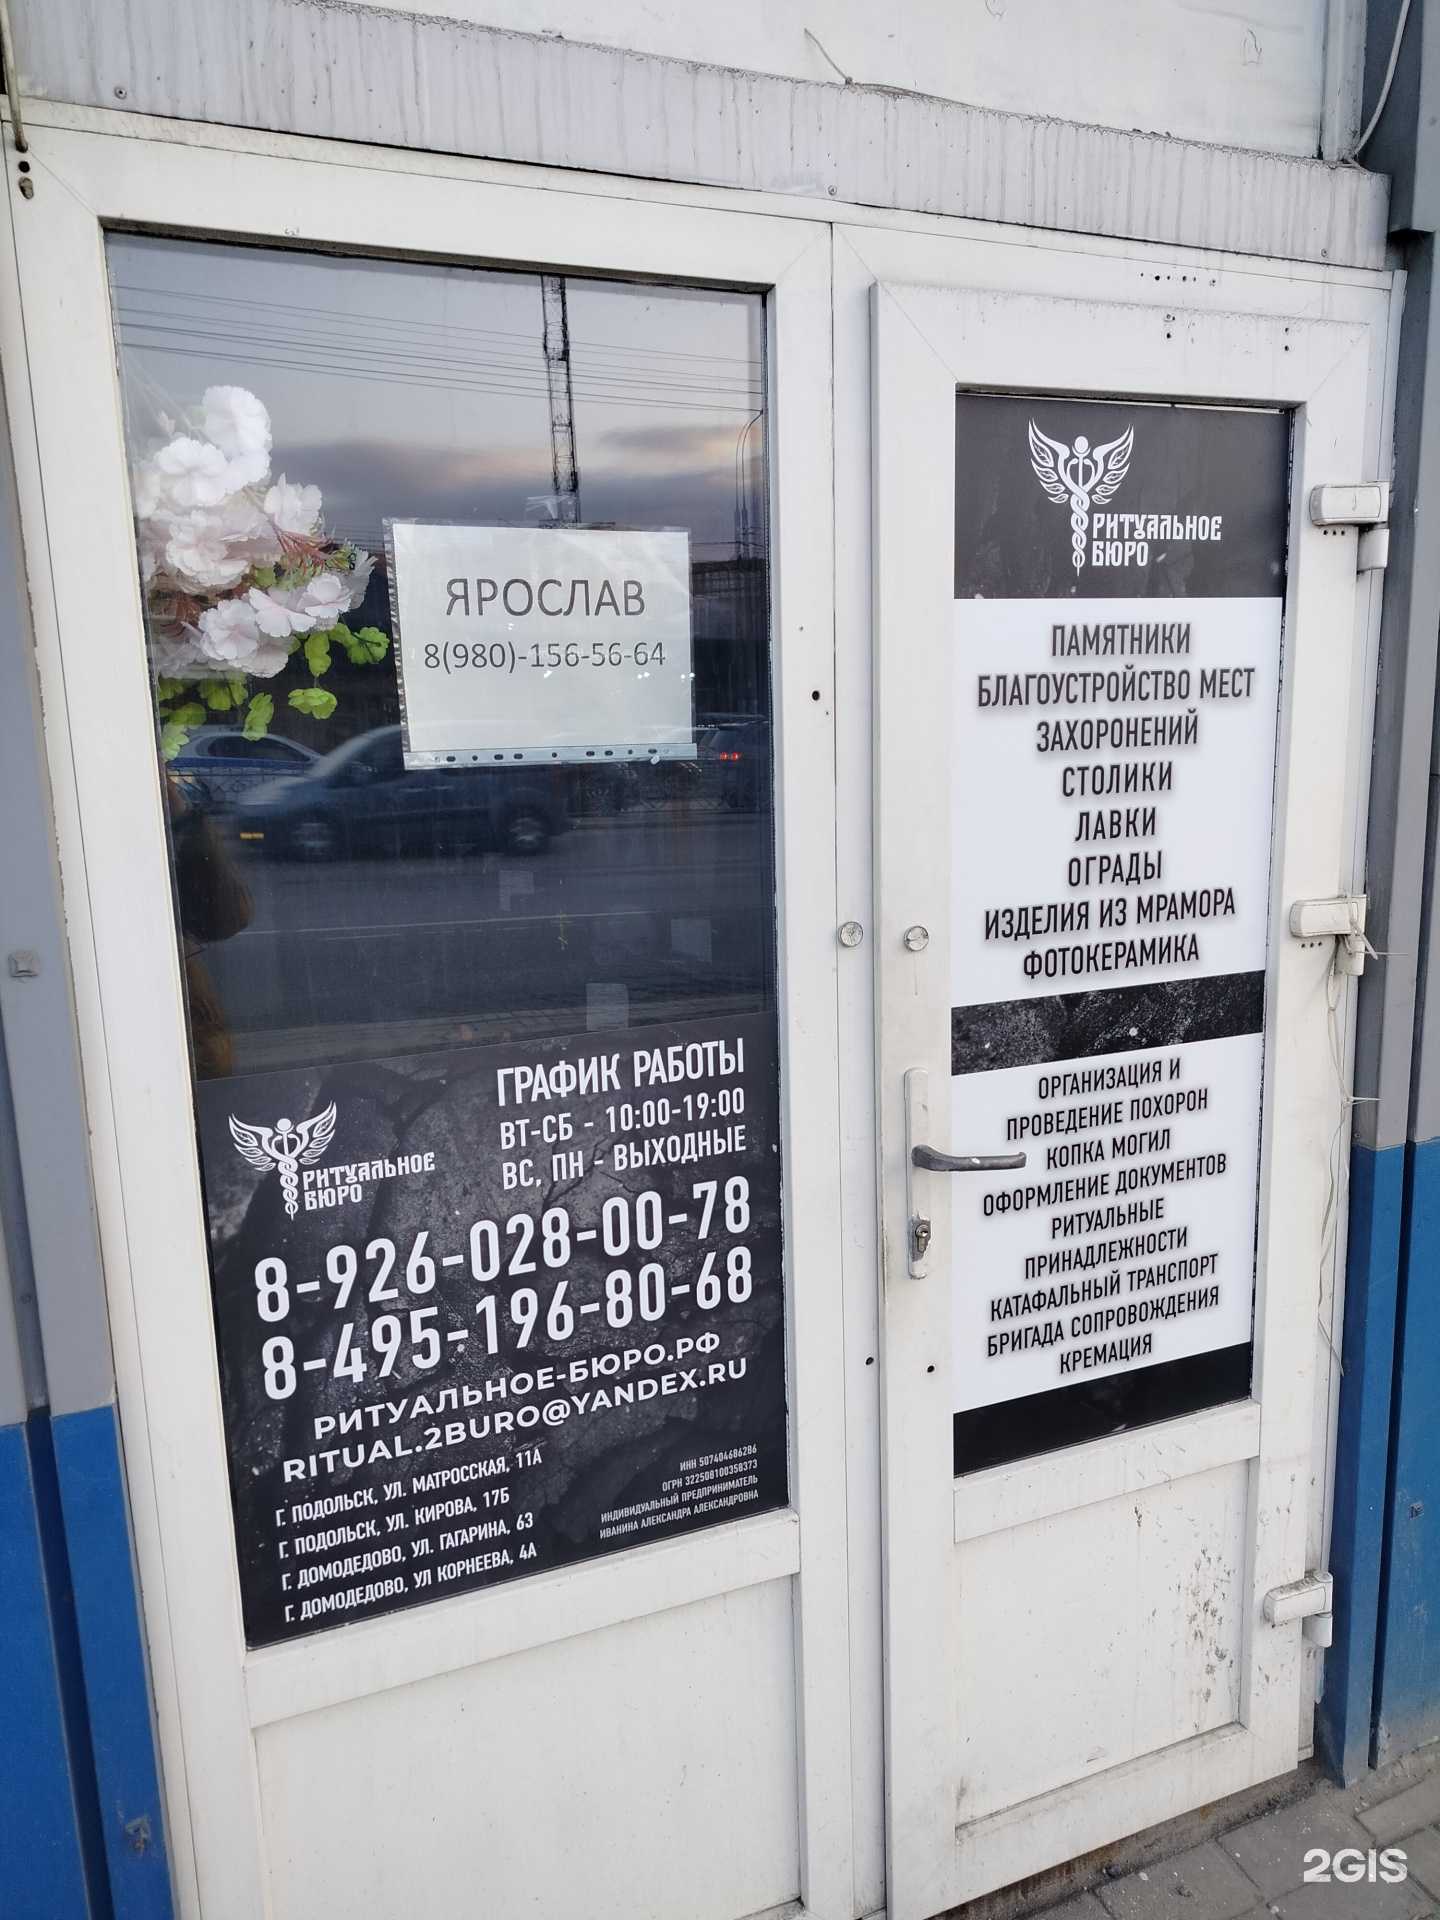 ЯРОСЛАВ
8(980)-156-56-64
ГРАФИК РАБОТЫ
ВТ-СБ - 10:00-19:00
ВС, ПН - ВЫХОДНЫЕ
РИТУАЛЬНОЕ
БЮРО
8-926-028-00-78
8-495-196-80-68
РИТУАЛЬНОЕ-БЮРО.РФ
RITUAL.2BURO@YANDEX.RU
Г. ПОДОЛЬСК, УЛ. МАТРОССКАЯ, 11А
Г. ПОДОЛЬСК, УЛ. КИРОВА, 17Б
Г. ДОМОДЕДОВО, УЛ. ГАГАРИНА, 63
Г. ДОМОДЕДОВО, УЛ КОРНЕЕВА, 4А
ИНН 507404686286
ОГРН 322508100358373
ИНДИВИДУАЛЬНЫЙ ПРЕДПРИНИМАТЕЛЬ
ИВАНИНА АЛЕКСАНДРА АЛЕКСАНДРОВНА
РИТУАЛЬНОЕ
БЮРО
ПАМЯТНИКИ
БЛАГОУСТРОЙСТВО МЕСТ
ЗАХОРОНЕНИЙ
СТОЛИКИ
ЛАВКИ
ОГРАДЫ
ИЗДЕЛИЯ ИЗ МРАМОРА
ФОТОКЕРАМИКА
ОРГАНИЗАЦИЯ И
ПРОВЕДЕНИЕ ПОХОРОН
КОПКА МОГИЛ
ОФОРМЛЕНИЕ ДОКУМЕНТОВ
РИТУАЛЬНЫЕ
ПРИНАДЛЕЖНОСТИ
КАТАФАЛЬНЫЙ ТРАНСПОРТ
БРИГАДА СОПРОВОЖДЕНИЯ
КРЕМАЦИЯ
2GIS